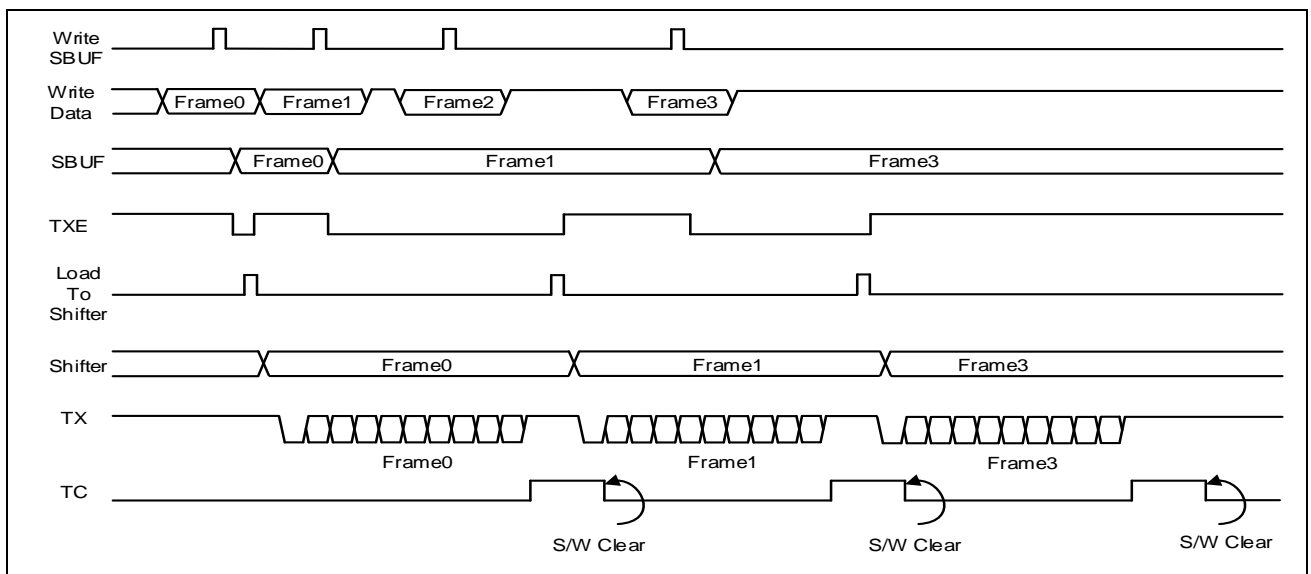 Write
SBUF
Write
Data
Frame0
Frame1
Frame2
Frame3
SBUF
Frame0
Frame1
Frame3
TXE
Load
To
Shifter
Shifter
Frame0
Frame1
Frame3
TX
Frame0
Frame1
Frame3
TC
S/W Clear
S/W Clear
S/W Clear